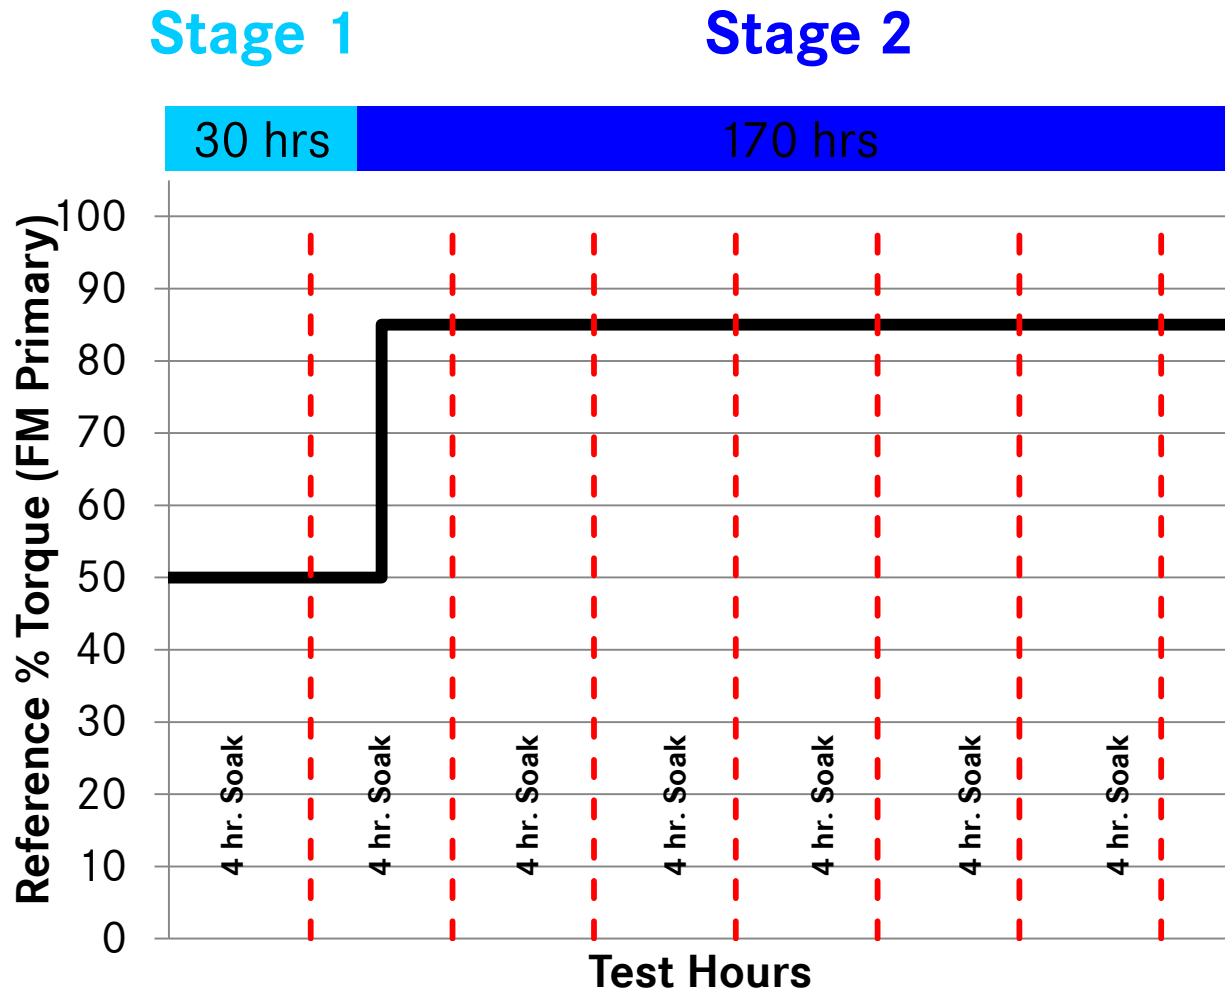 Stage 1
Stage 2
30 hrs
170 hrs
Reference % Torque (FM Primary)
100
90
80
70
60
50
40
30
20
10
0
4 hr. Soak
4 hr. Soak
4 hr. Soak
4 hr. Soak
4 hr. Soak
4 hr. Soak
4 hr. Soak
Test Hours